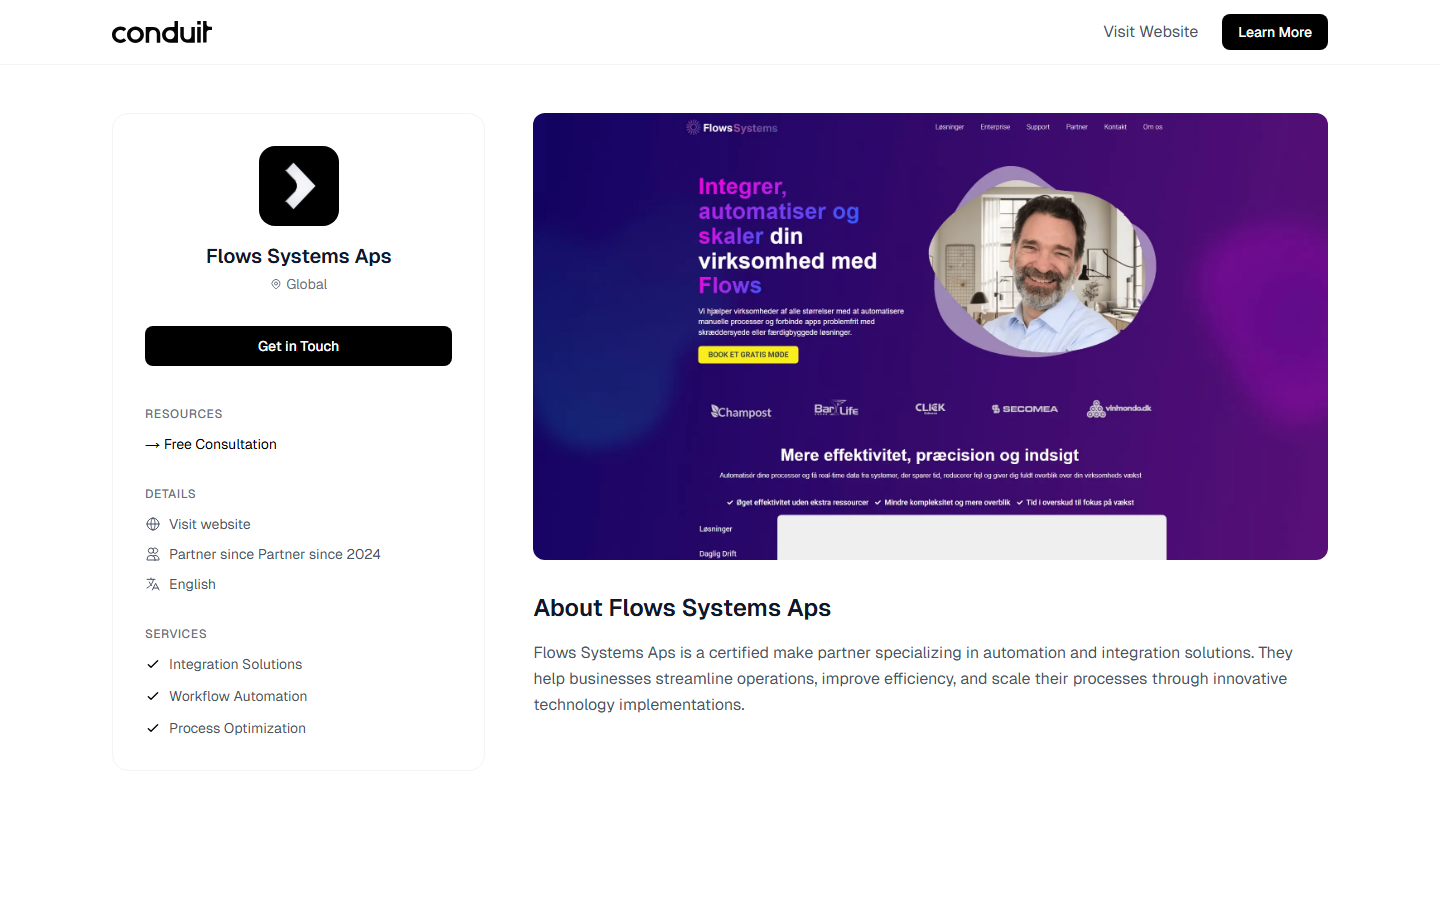 conduit
Visit Website
Learn More
Flows Systems Aps
Global
Get in Touch
RESOURCES
→ Free Consultation
DETAILS
Visit website
Partner since Partner since 2024
English
SERVICES
Integration Solutions
Workflow Automation
Process Optimization
FlowsSystems
Løsninger
Enterprise
Support
Partner
Kontakt
Om os
Integrer,
automatiser og
skaler din
virksomhed med
Flows
Vi hjælper virksomheder af alle størrelser med at automatisere
manuelle processer og forbinde apps problemfrit med
skræddersyede eller færdigbyggede løsninger.
BOOK ET GRATIS MØDE
Champost
Bar Life
CLICK
SECOMEA
vinimondo.dk
Mere effektivitet, præcision og indsigt
Automatisér dine processer og få real-time data fra systemer, der sparer tid, reducerer fejl og giver dig fuldt overblik over din virksomheds vækst
✓ Øget effektivitet uden ekstra ressourcer ✓ Mindre kompleksitet og mere overblik ✓ Tid i overskud til fokus på vækst
Løsninger
Daglig Drift
About Flows Systems Aps
Flows Systems Aps is a certified make partner specializing in automation and integration solutions. They
help businesses streamline operations, improve efficiency, and scale their processes through innovative
technology implementations.